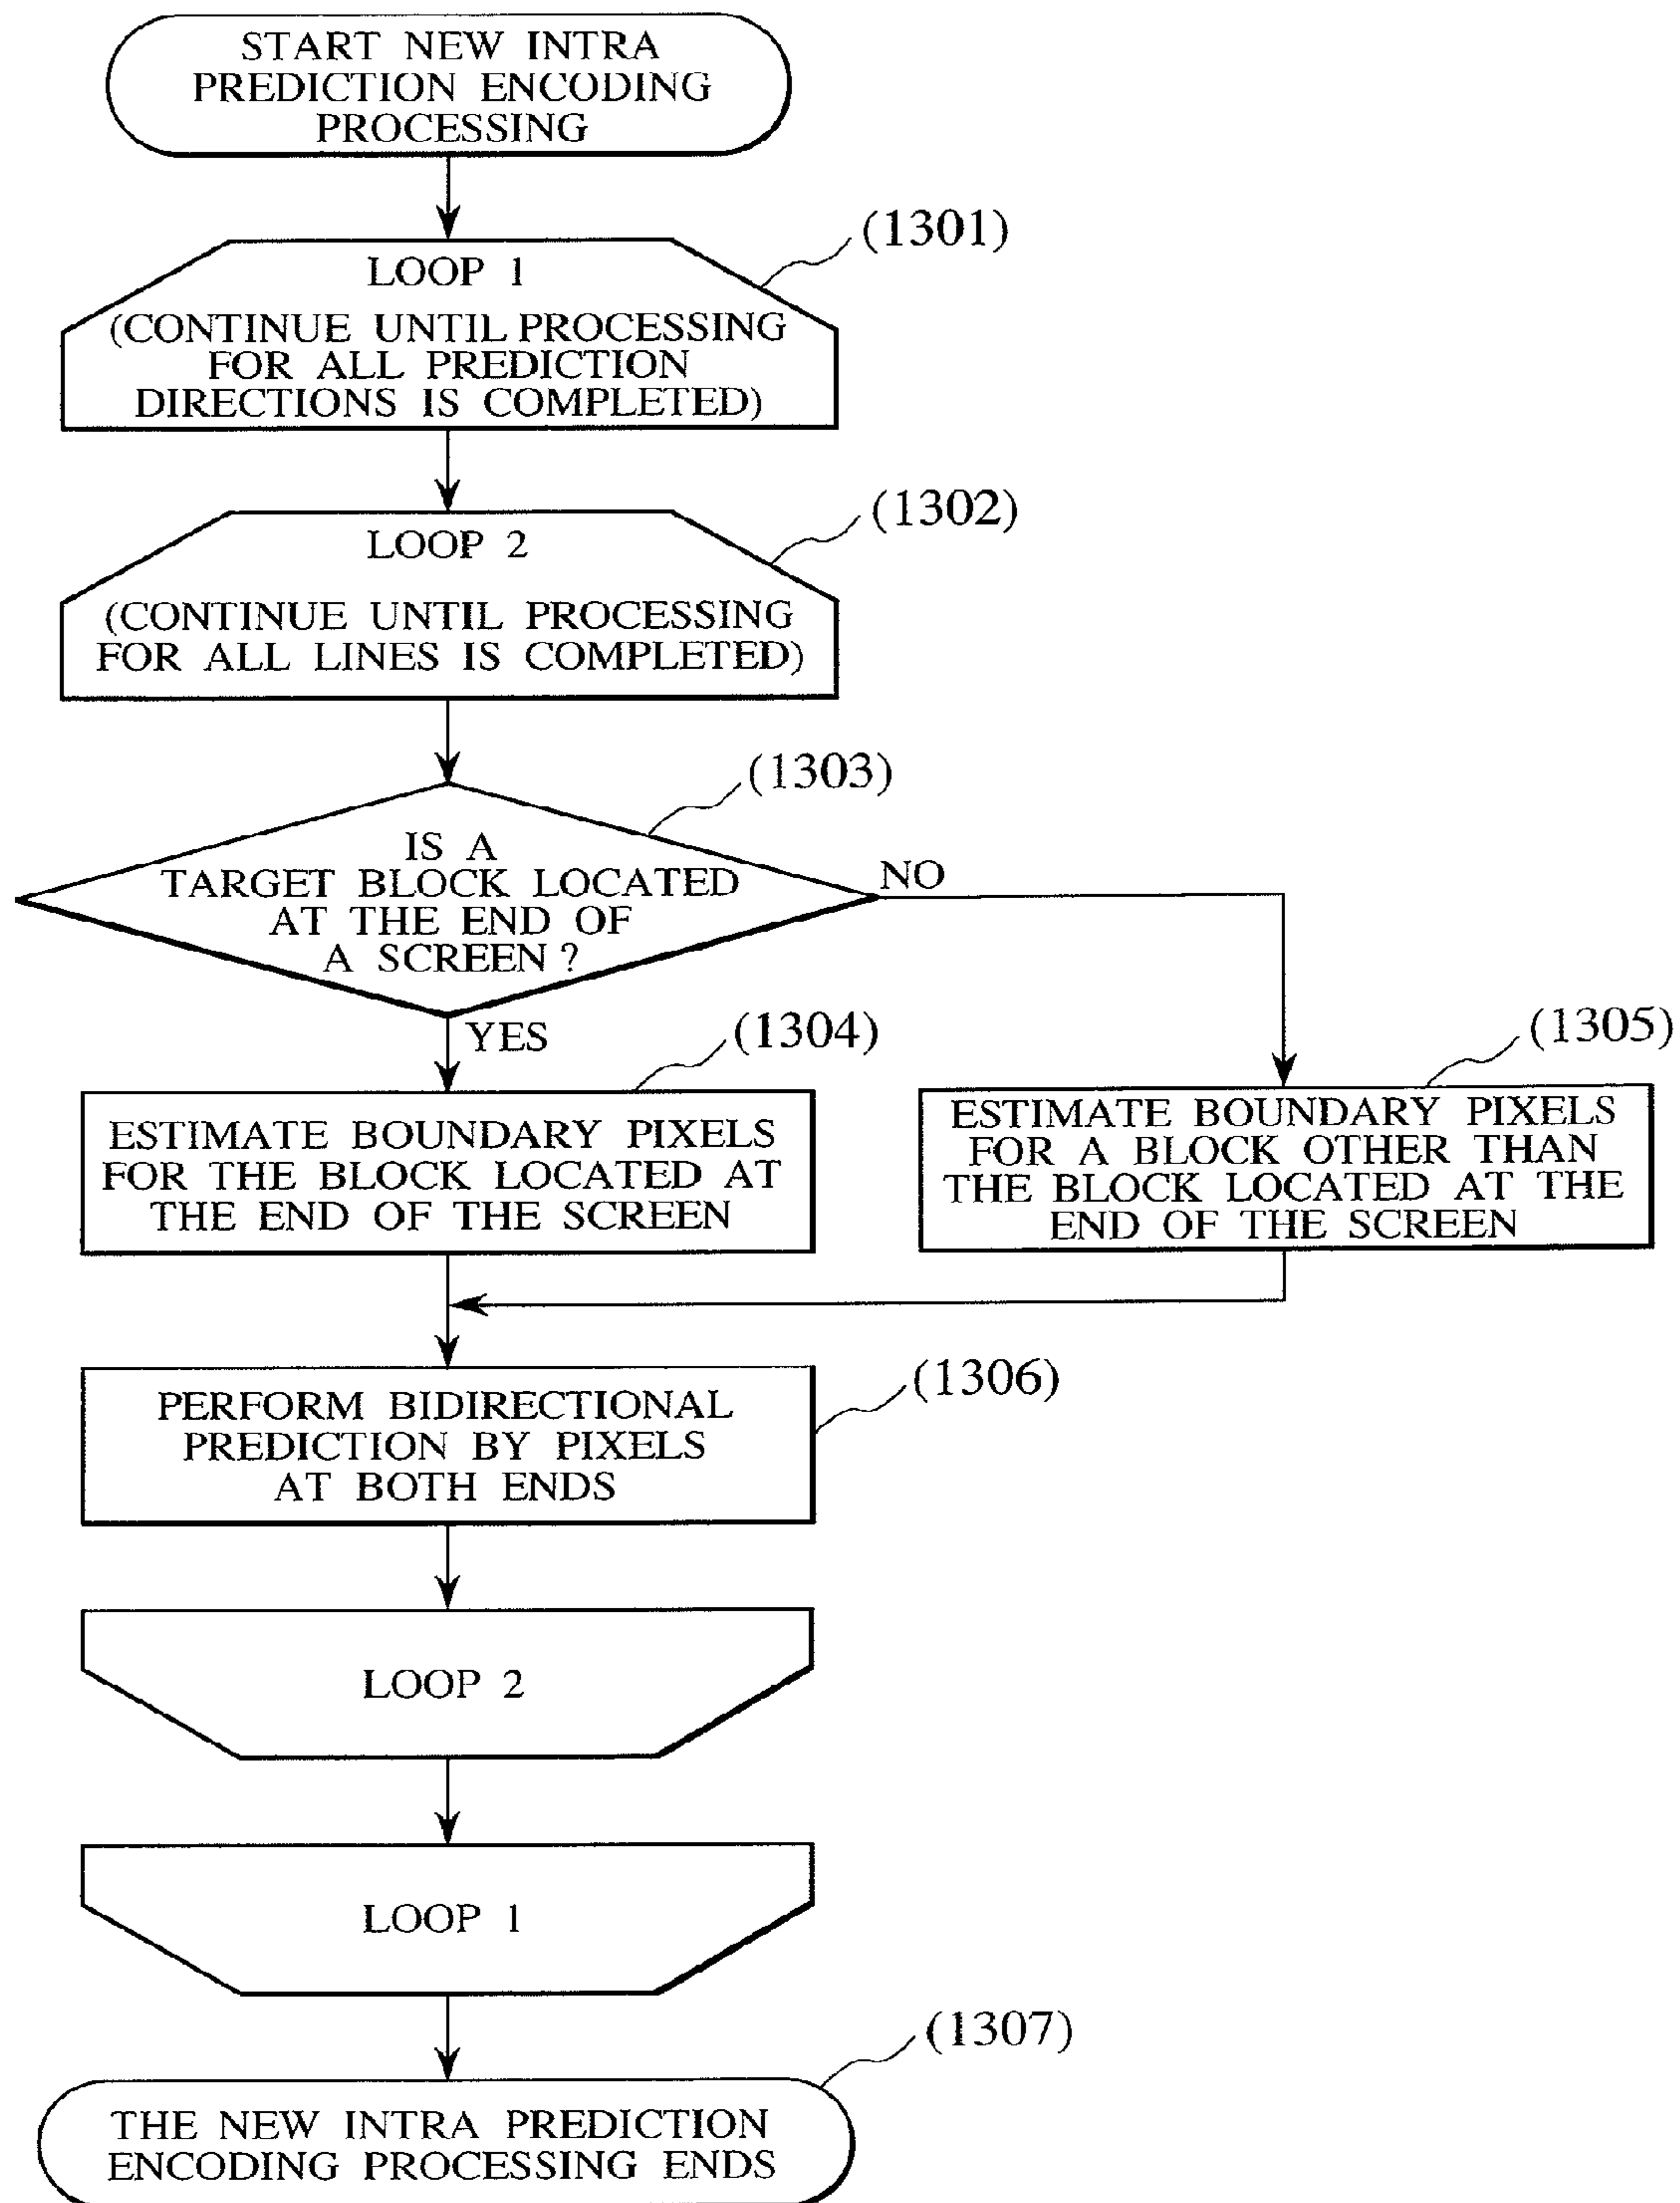 START NEW INTRA
PREDICTION ENCODING
PROCESSING
(1301)
LOOP 1
(CONTINUE UNTIL PROCESSING
FOR ALL PREDICTION
DIRECTIONS IS COMPLETED)
(1302)
LOOP 2
(CONTINUE UNTIL PROCESSING
FOR ALL LINES IS COMPLETED)
(1303)
IS A
TARGET BLOCK LOCATED
AT THE END OF
A SCREEN?
NO
YES
(1304)
ESTIMATE BOUNDARY PIXELS
FOR THE BLOCK LOCATED AT
THE END OF THE SCREEN
(1305)
ESTIMATE BOUNDARY PIXELS
FOR A BLOCK OTHER THAN
THE BLOCK LOCATED AT THE
END OF THE SCREEN
(1306)
PERFORM BIDIRECTIONAL
PREDICTION BY PIXELS
AT BOTH ENDS
LOOP 2
LOOP 1
(1307)
THE NEW INTRA PREDICTION
ENCODING PROCESSING ENDS